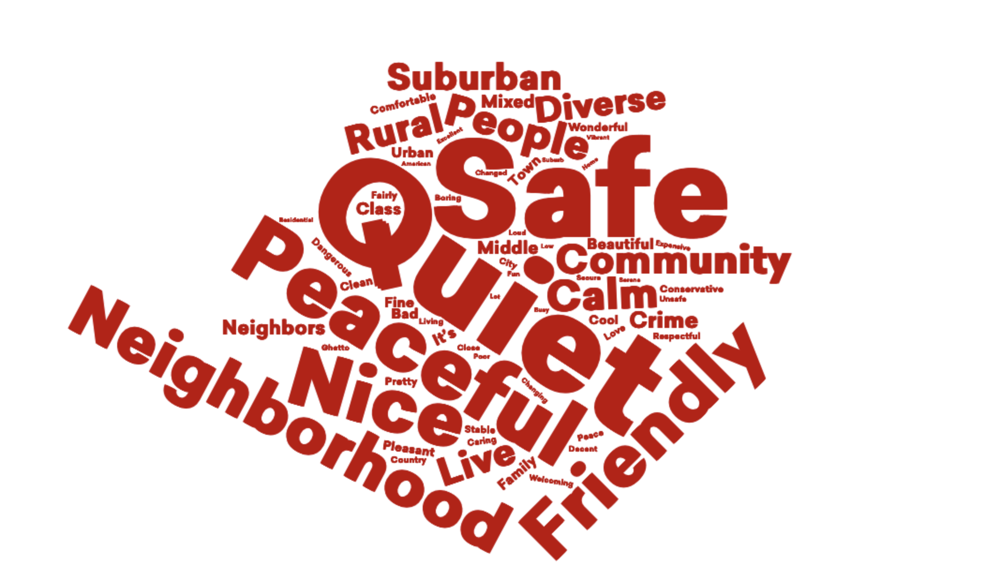 Suburban
Comfortable
Mixed
Diverse
People
Rural
Wonderful
Excellent
Vibrant
Urban
American
Suburb
Home
Town
Changed
Safe
Quiet
Fairly
Class
Boring
Residential
Loud
Peaceful
Dangerous
Middle
Low
Beautiful
Expensive
Community
City
Fun
Secure
Serene
Clean
Calm
Conservative
Unsafe
Lot
Fine
Bad
Busy
Living
Cool
Crime
Neighbors
It's
Love
Respectful
Ghetto
Close
Poor
Neighborhood
Nice
Pretty
Changing
Friendly
Stable
Caring
Peace
Decent
Pleasant
Country
Live
Family
Welcoming